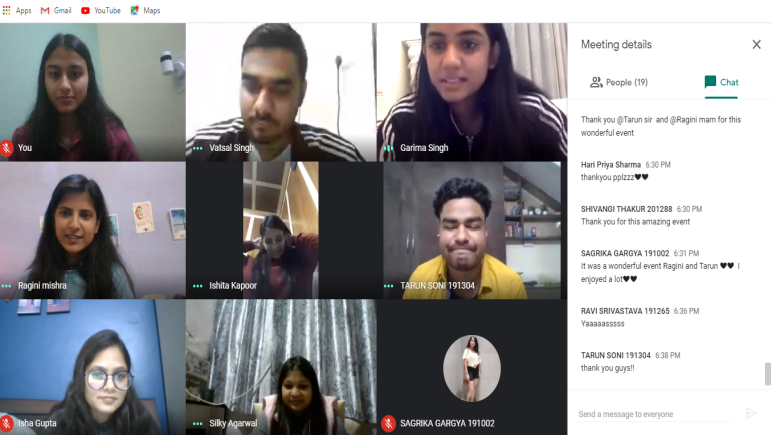 Apps Gmail YouTube Maps
Meeting details
People (19) Chat
Thank you @Tarun sir and @Ragini mam for this
wonderful event
Hari Priya Sharma 6:30 PM
thankyou pplzzz♥♥
SHIVANGI THAKUR 201288 6:30 PM
Thank you for this amazing event
SAGRIKA GARGYA 191002 6:31 PM
It was a wonderful event Ragini and Tarun ♥♥ I
enjoyed a lot♥♥
RAVI SRIVASTAVA 191265 6:36 PM
Yaaaaasssss
TARUN SONI 191304 6:38 PM
thank you guys!!
Send a message to everyone
You
Vatsal Singh
Garima Singh
Ragini mishra
Ishita Kapoor
TARUN SONI 191304
Isha Gupta
Silky Agarwal
SAGRIKA GARGYA 191002